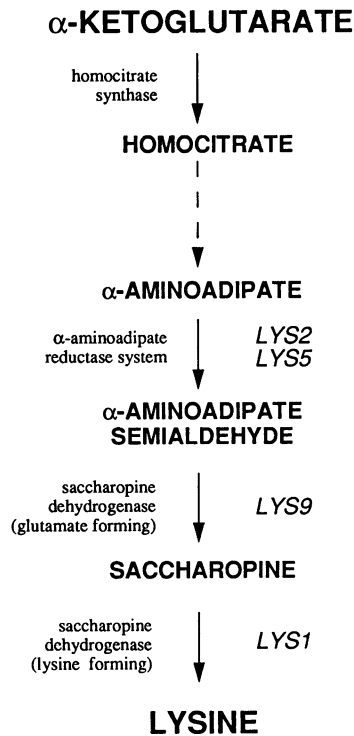 α-KETOGLUTARATE
homocitrate
synthase
HOMOCITRATE
α-AMINOADIPATE
α-aminoadipate
reductase system
LYS2
LYS5
α-AMINOADIPATE
SEMIALDEHYDE
saccharopine
dehydrogenase
(glutamate forming)
LYS9
SACCHAROPINE
saccharopine
dehydrogenase
(lysine forming)
LYS1
LYSINE